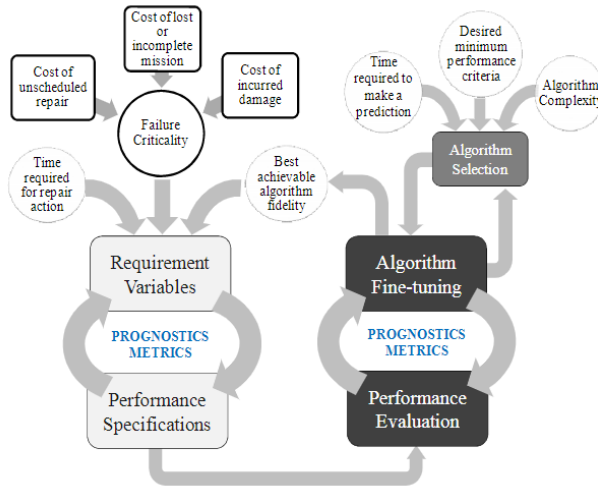 Cost of lost
or
incomplete
mission
Cost of
unscheduled
repair
Cost of
incurred
damage
Failure
Criticality
Time
required
for repair
action
Best
achievable
algorithm
fidelity
Time
required to
make a
prediction
Desired
minimum
performance
criteria
Algorithm
Complexity
Algorithm
Selection
Requirement
Variables
PROGNOSTICS
METRICS
Performance
Specifications
Algorithm
Fine-tuning
PROGNOSTICS
METRICS
Performance
Evaluation